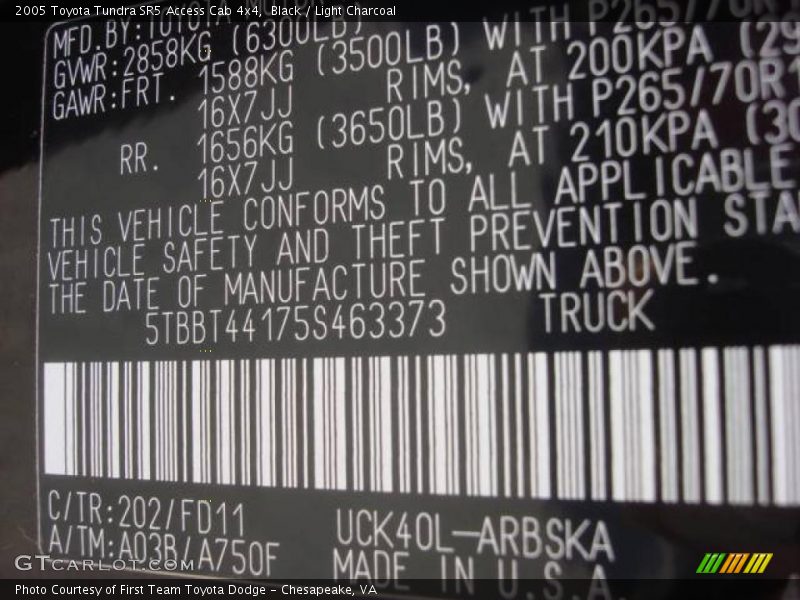 2005 Toyota Tundra SR5 Access Cab 4x4, Black / Light Charcoal
MFD.BY:TOYOTA
GVWR:2858KG (6300LB)
GAWR:FRT. 1588KG (3500LB) WITH P265/70R
16X7JJ RIMS, AT 200KPA (29
RR. 1656KG (3650LB) WITH P265/70R1
16X7JJ RIMS, AT 210KPA (30
THIS VEHICLE CONFORMS TO ALL APPLICABLE
VEHICLE SAFETY AND THEFT PREVENTION STA
THE DATE OF MANUFACTURE SHOWN ABOVE.
5TBBT44175S463373 TRUCK
C/TR:202/FD11 UCK40L-ARBSKA
A/TM:A03B/A750F MADE IN U.S.A.
GTCARLOT.COM
Photo Courtesy of First Team Toyota Dodge - Chesapeake, VA